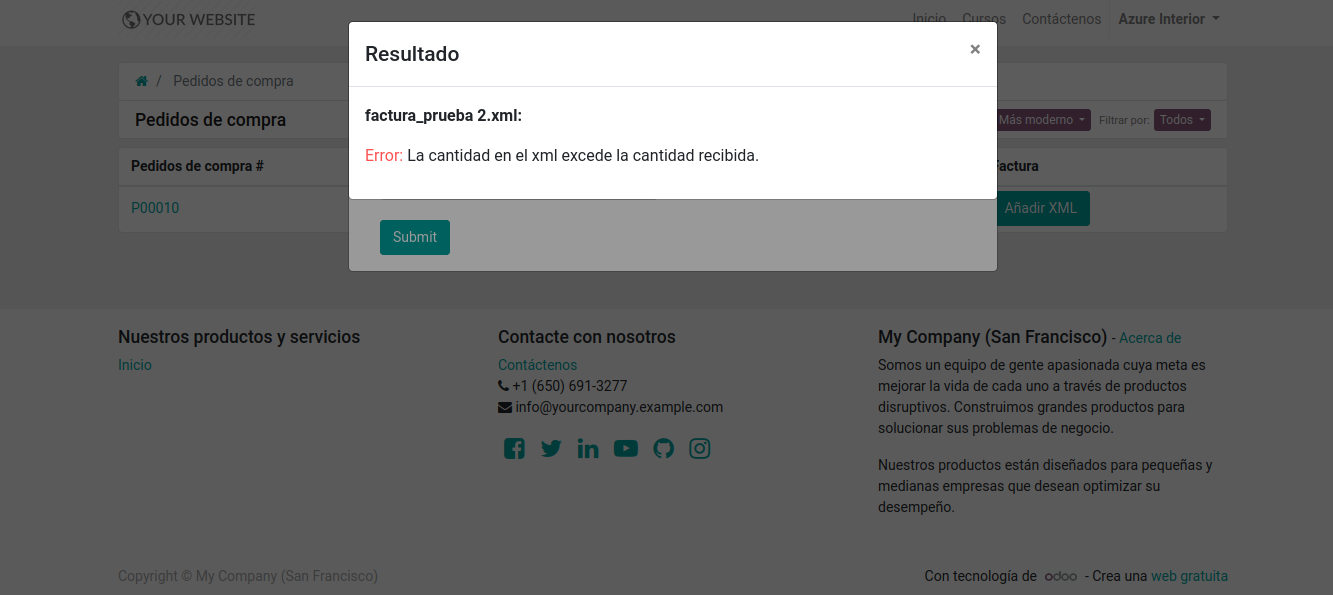 YOUR WEBSITE
Inicio Cursos Contáctenos Azure Interior
Resultado ×
/ Pedidos de compra
factura_prueba 2.xml:
Pedidos de compra
Más moderno Filtrar por: Todos
Error: La cantidad en el xml excede la cantidad recibida.
Pedidos de compra # Factura
P00010 Añadir XML
Submit
Nuestros productos y servicios
Inicio
Contacte con nosotros
Contáctenos
+1 (650) 691-3277
info@yourcompany.example.com
My Company (San Francisco) - Acerca de
Somos un equipo de gente apasionada cuya meta es
mejorar la vida de cada uno a través de productos
disruptivos. Construimos grandes productos para
solucionar sus problemas de negocio.
Nuestros productos están diseñados para pequeñas y
medianas empresas que desean optimizar su
desempeño.
Copyright © My Company (San Francisco)
Con tecnología de odoo - Crea una web gratuita